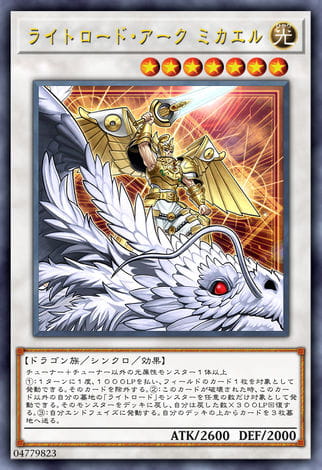 ライトロード・アーク ミカエル
光
【ドラゴン族／シンクロ／効果】
チューナー＋チューナー以外の光属性モンスター1体以上
①：1ターンに1度、1000LPを払い、フィールドのカード1枚を対象として
発動できる。そのカードを除外する。②：このカードが破壊された時、このカー
ド以外の自分の墓地の「ライトロード」モンスターを任意の数だけ対象として発
動できる。そのモンスターをデッキに戻し、自分は戻した数×300LP回復す
る。③：自分エンドフェイズに発動する。自分のデッキの上からカードを3枚墓
地へ送る。
ATK/2600 DEF/2000
04779823